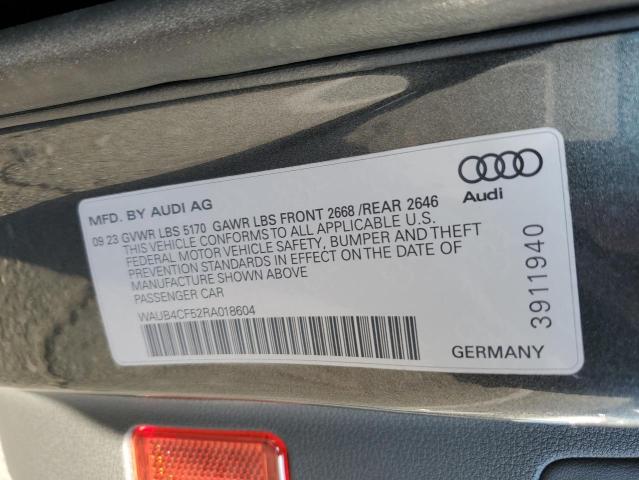 MFD. BY AUDI AG
09 23 GVWR LBS 5170 GAWR LBS FRONT 2668 /REAR 2646
THIS VEHICLE CONFORMS TO ALL APPLICABLE U.S.
FEDERAL MOTOR VEHICLE SAFETY, BUMPER AND THEFT
PREVENTION STANDARDS IN EFFECT ON THE DATE OF
MANUFACTURE SHOWN ABOVE
PASSENGER CAR
WAUB4CF52RA018604
Audi
3911940
GERMANY